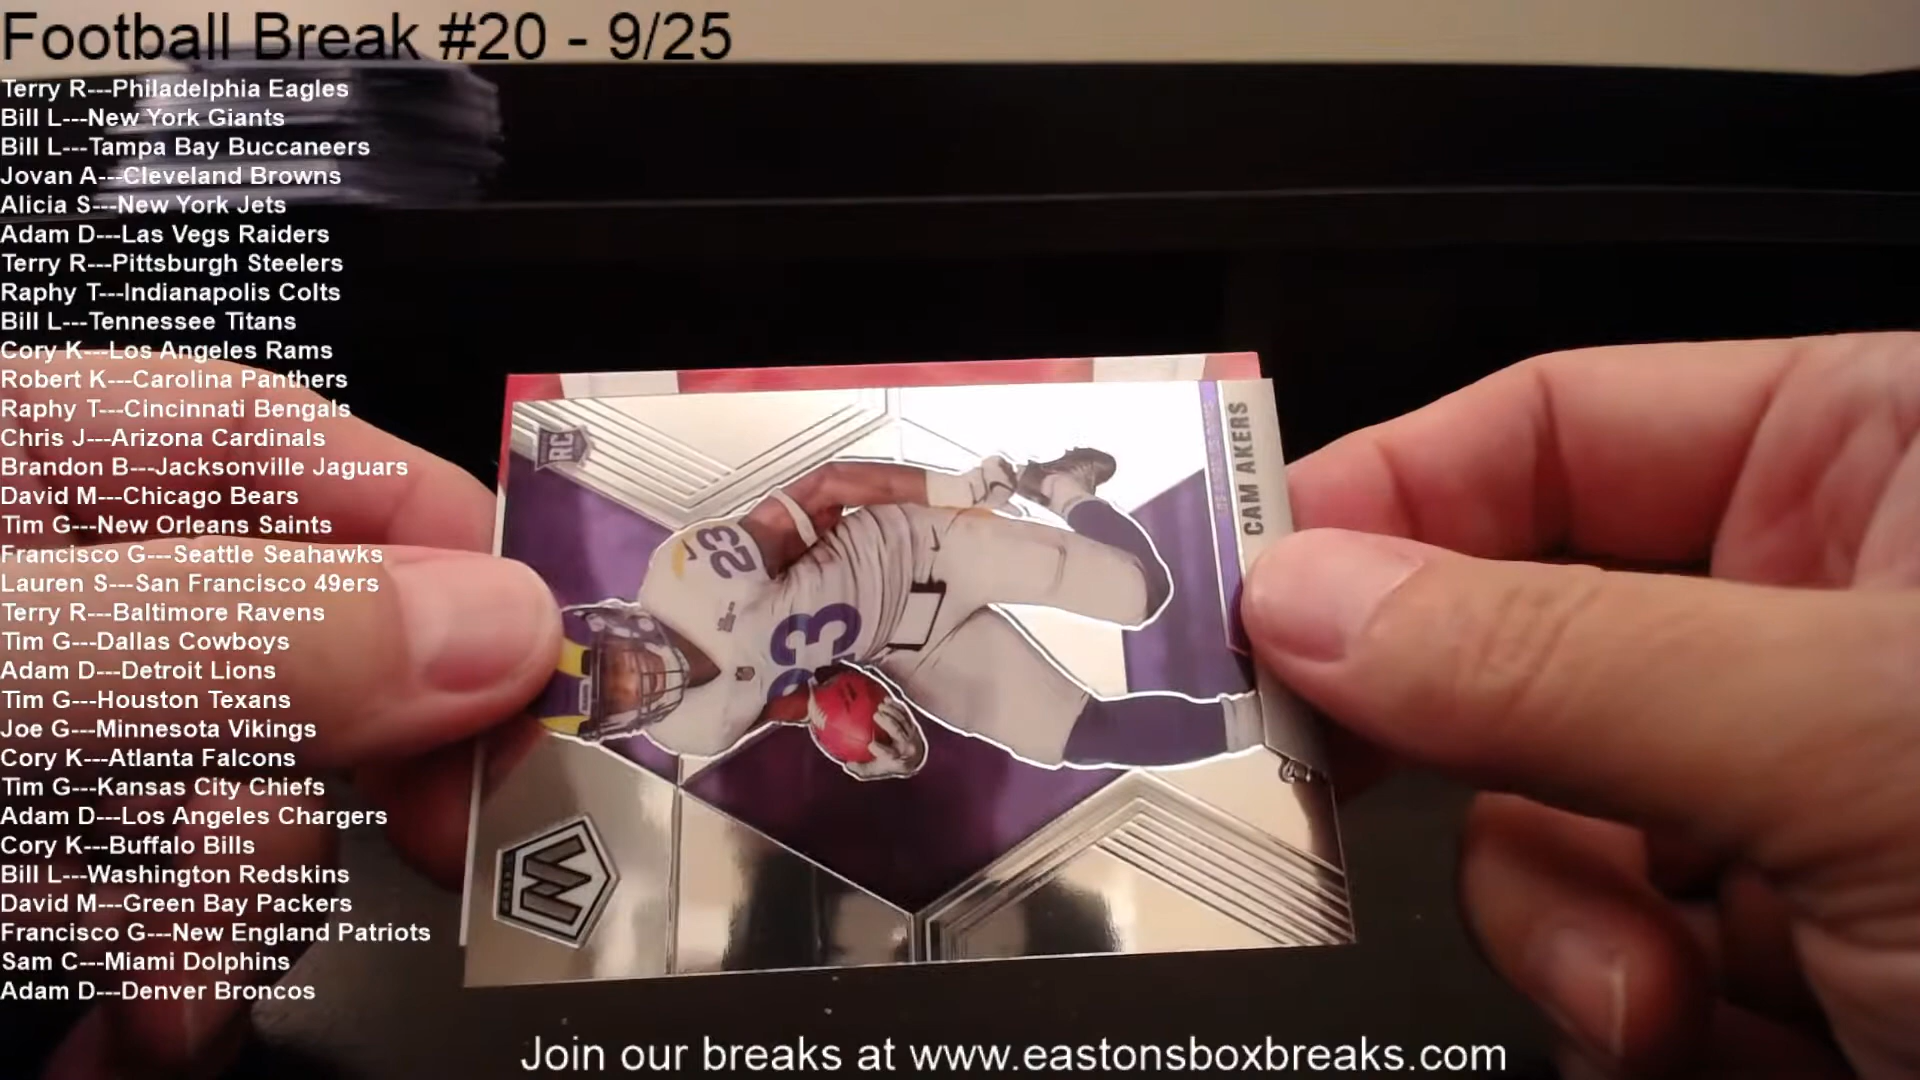 Football Break #20 - 9/25
Terry R---Philadelphia Eagles
Bill L---New York Giants
Bill L---Tampa Bay Buccaneers
Jovan A---Cleveland Browns
Alicia S---New York Jets
Adam D---Las Vegs Raiders
Terry R---Pittsburgh Steelers
Raphy T---Indianapolis Colts
Bill L---Tennessee Titans
Cory K---Los Angeles Rams
Robert K---Carolina Panthers
Raphy T---Cincinnati Bengals
Chris J---Arizona Cardinals
Brandon B---Jacksonville Jaguars
David M---Chicago Bears
Tim G---New Orleans Saints
Francisco G---Seattle Seahawks
Lauren S---San Francisco 49ers
Terry R---Baltimore Ravens
Tim G---Dallas Cowboys
Adam D---Detroit Lions
Tim G---Houston Texans
Joe G---Minnesota Vikings
Cory K---Atlanta Falcons
Tim G---Kansas City Chiefs
Adam D---Los Angeles Chargers
Cory K---Buffalo Bills
Bill L---Washington Redskins
David M---Green Bay Packers
Francisco G---New England Patriots
Sam C---Miami Dolphins
Adam D---Denver Broncos
RC
23
23
CAM AKERS
LOS ANGELES RAMS
M
MOSAIC
Join our breaks at www.eastonsboxbreaks.com